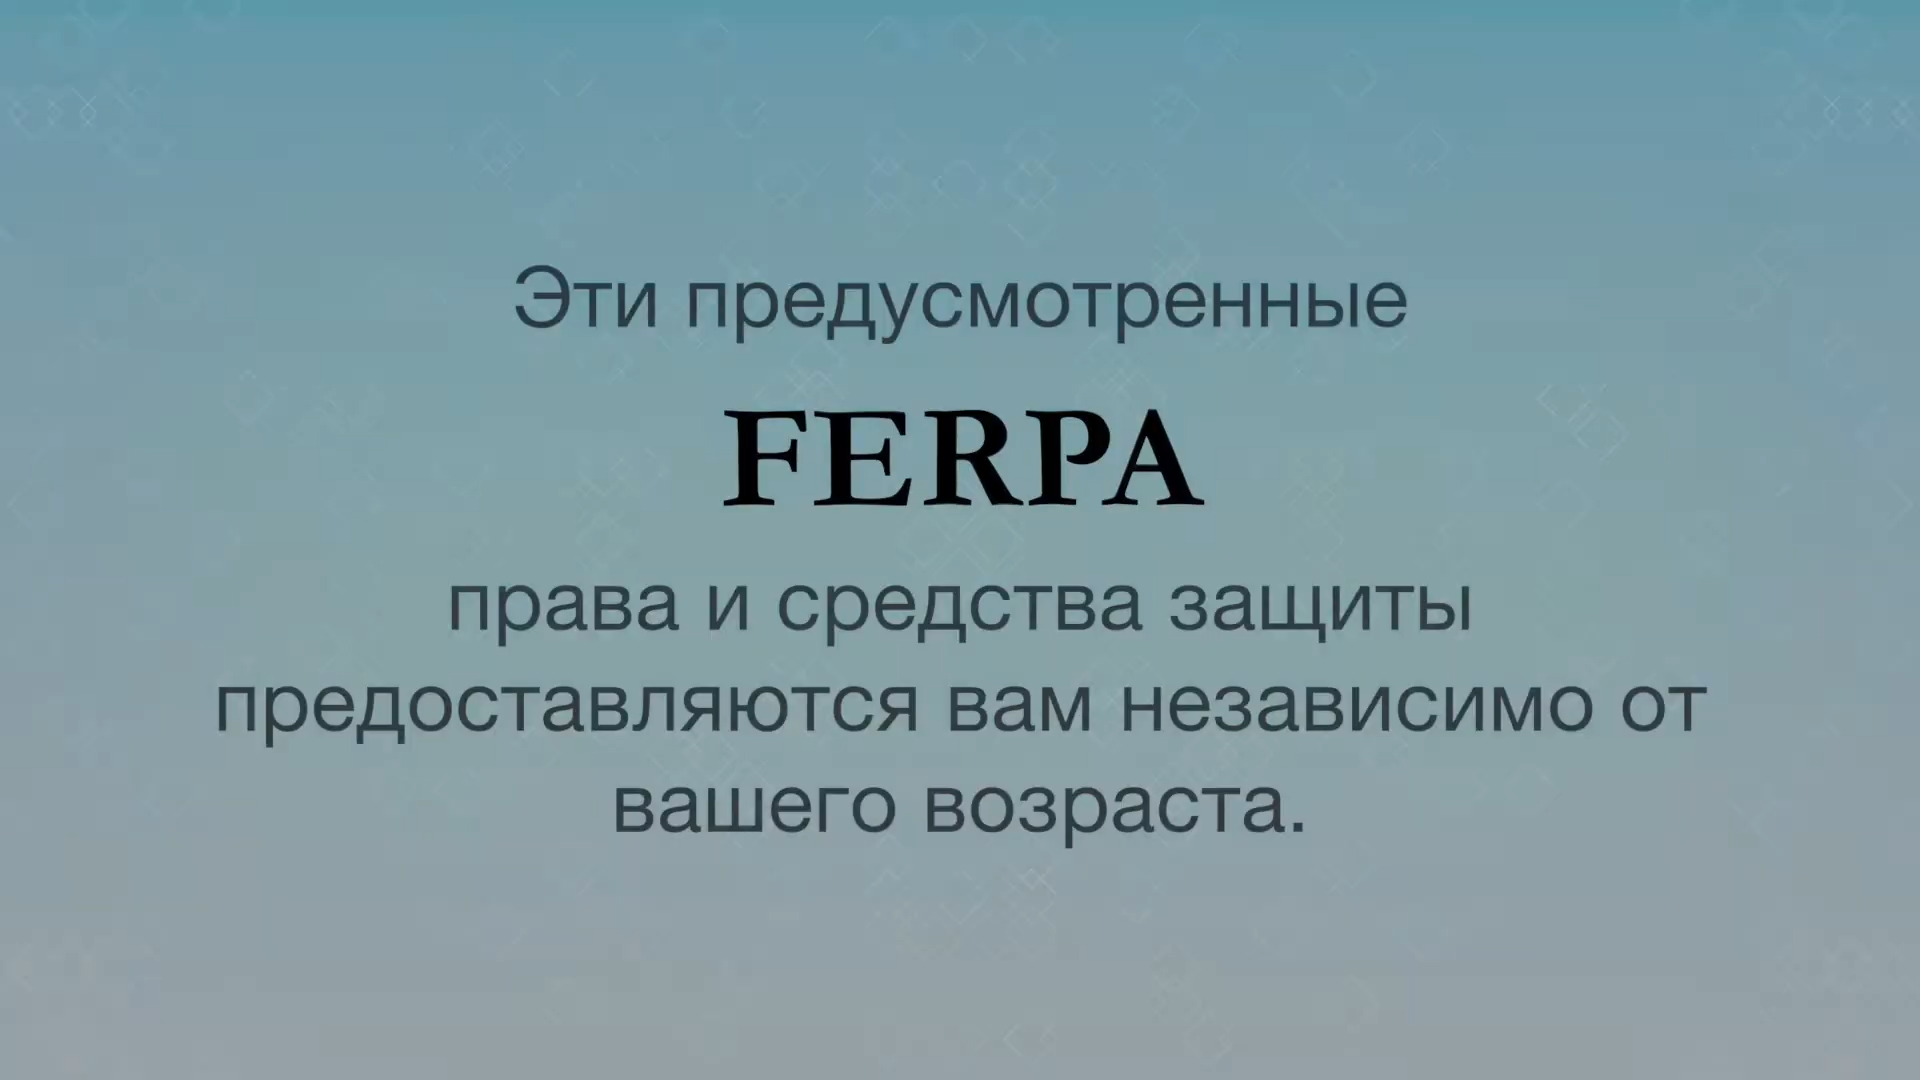 Эти предусмотренные
FERPA
права и средства защиты
предоставляются вам независимо от
вашего возраста.